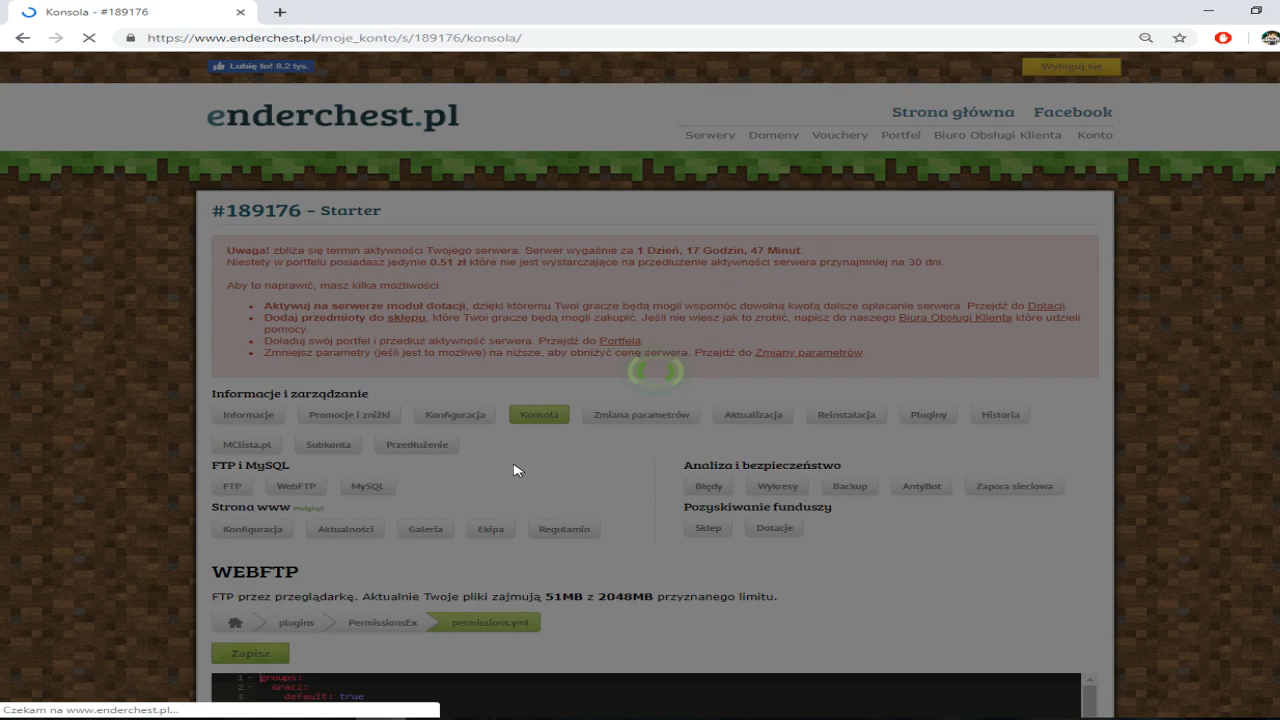 Konsola - #189176
https://www.enderchest.pl/moje_konto/s/189176/konsola/
Lubię to! 8,2 tys.
Wyloguj się
enderchest.pl
Strona główna Facebook
Serwery Domeny Vouchery Portfel Biuro Obsługi Klienta Konto
#189176 - Starter
Uwaga! zbliża się termin aktywności Twojego serwera. Serwer wygaśnie za 1 Dzień, 17 Godzin, 47 Minut.
Niestety w portfelu posiadasz jedynie 0.51 zł które nie jest wystarczające na przedłużenie aktywności serwera przynajmniej na 30 dni.
Aby to naprawić, masz kilka możliwości:
Aktywuj na serwerze moduł dotacji, dzięki któremu Twoi gracze będą mogli wspomóc dowolną kwotą dalsze opłacanie serwera. Przejdź do Dotacji.
Dodaj przedmioty do sklepu, które Twoi gracze będą mogli zakupić. Jeśli nie wiesz jak to zrobić, napisz do naszego Biura Obsługi Klienta które udzieli
pomocy.
Doładuj swój portfel i przedłuż aktywność serwera. Przejdź do Portfela.
Zmniejsz parametry (jeśli jest to możliwe) na niższe, aby obniżyć cenę serwera. Przejdź do Zmiany parametrów.
Informacje i zarządzanie
Informacje Promocje i zniżki Konfiguracja Konsola Zmiana parametrów Aktualizacja Reinstalacja Pluginy Historia
MClista.pl Subkonta Przedłużenie
FTP i MySQL
FTP WebFTP MySQL
Strona www Podgląd
Konfiguracja Aktualności Galeria Ekipa Regulamin
Analiza i bezpieczeństwo
Błędy Wykresy Backup AntyBot Zapora sieciowa
Pozyskiwanie funduszy
Sklep Dotacje
WEBFTP
FTP przez przeglądarkę. Aktualnie Twoje pliki zajmują 51MB z 2048MB przyznanego limitu.
plugins PermissionsEx permissions.yml
Zapisz
1 groups:
2 Gracz:
3 default: true
Czekam na www.enderchest.pl...